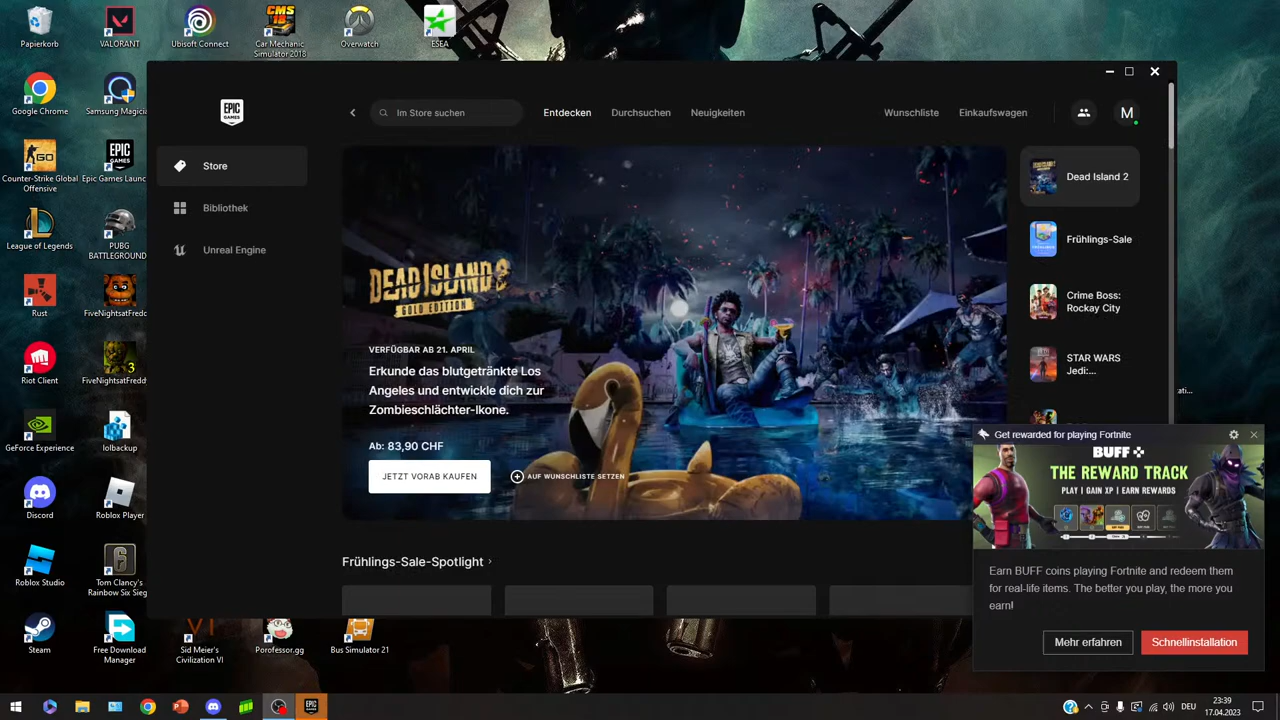 Papierkorb
VALORANT
Ubisoft Connect
Car Mechanic
Simulator 2018
Overwatch
ESEA
Google Chrome
Samsung Magicia
Counter-Strike Global
Offensive
Epic Games Launc
League of Legends
PUBG
BATTLEGROUND
Rust
FiveNightsatFredd
Riot Client
3
FiveNightsatFreddy
GeForce Experience
lolbackup
Discord
Roblox Player
Roblox Studio
Tom Clancy's
Rainbow Six Sieg
Steam
Free Download
Manager
VI
Sid Meier's
Civilization VI
Porofessor.gg
Bus Simulator 21
EPIC
GAMES
Im Store suchen
Entdecken
Durchsuchen
Neuigkeiten
Wunschliste
Einkaufswagen
M
Store
Bibliothek
Unreal Engine
DEAD ISLAND 2
GOLD EDITION
VERFÜGBAR AB 21. APRIL
Erkunde das blutgetränkte Los
Angeles und entwickle dich zur
Zombieschlächter-Ikone.
Ab: 83,90 CHF
JETZT VORAB KAUFEN
AUF WUNSCHLISTE SETZEN
Dead Island 2
Frühlings-Sale
Crime Boss:
Rockay City
STAR WARS
Jedi:...
Frühlings-Sale-Spotlight
Get rewarded for playing Fortnite
BUFF
THE REWARD TRACK
PLAY | GAIN XP | EARN REWARDS
Earn BUFF coins playing Fortnite and redeem them
for real-life items. The better you play, the more you
earn!
Mehr erfahren
Schnellinstallation
DEU
23:39
17.04.2023